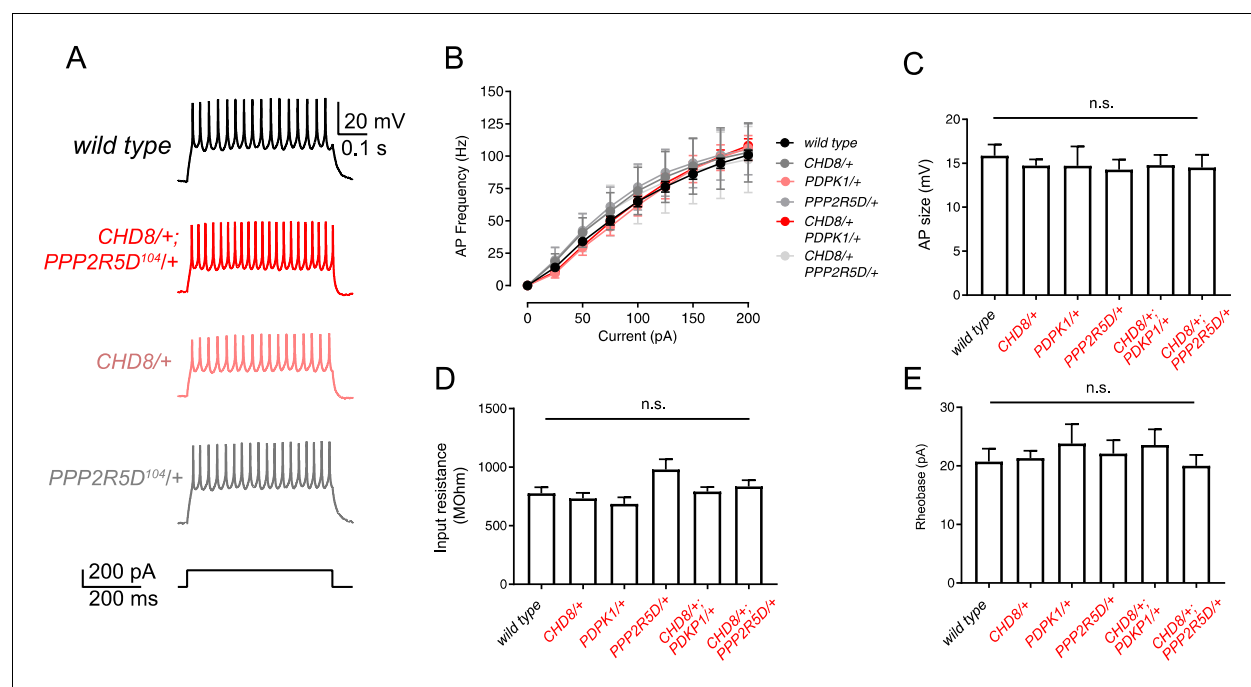 A
wild type
20 mV
0.1 s
CHD8/+;
PPP2R5D104/+
CHD8/+
PPP2R5D104/+
200 pA
200 ms
B
AP Frequency (Hz)
150
125
100
75
50
25
0
0 50 100 150 200
Current (pA)
wild type
CHD8/+
PDPK1/+
PPP2R5D/+
CHD8/+
PDPK1/+
CHD8/+
PPP2R5D/+
C
n.s.
AP size (mV)
20
15
10
5
0
wild type
CHD8/+
PDPK1/+
PPP2R5D/+
CHD8/+;
PDKP1/+
CHD8/+;
PPP2R5D/+
D
n.s.
Input resistance
(MOhm)
1500
1000
500
0
wild type
CHD8/+
PDPK1/+
PPP2R5D/+
CHD8/+;
PDKP1/+
CHD8/+;
PPP2R5D/+
E
n.s.
Rheobase (pA)
30
20
10
0
wild type
CHD8/+
PDPK1/+
PPP2R5D/+
CHD8/+;
PDKP1/+
CHD8/+;
PPP2R5D/+